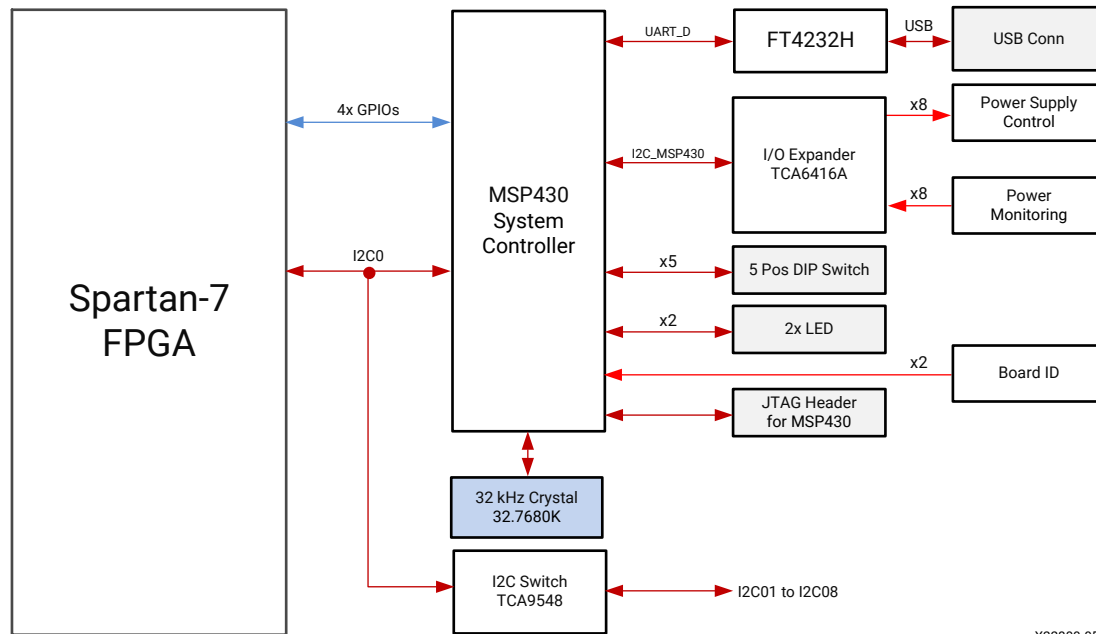 UART_D
FT4232H
USB
USB Conn
4x GPIOs
MSP430
System
Controller
I2C_MSP430
I/O Expander
TCA6416A
x8
Power Supply
Control
x8
Power
Monitoring
Spartan-7
FPGA
I2C0
x5
5 Pos DIP Switch
x2
2x LED
x2
Board ID
JTAG Header
for MSP430
32 kHz Crystal
32.7680K
I2C Switch
TCA9548
I2C01 to I2C08